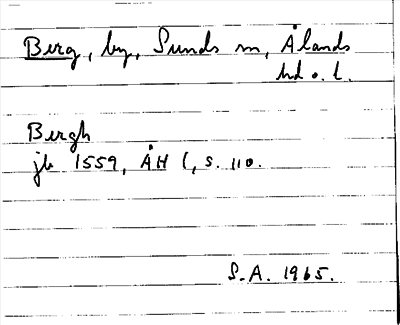 Berg, by, Sunds sn, Ålands
hd o. l.
Bergh
jb 1559, ÅH I, s. 110.
S.A. 1965.